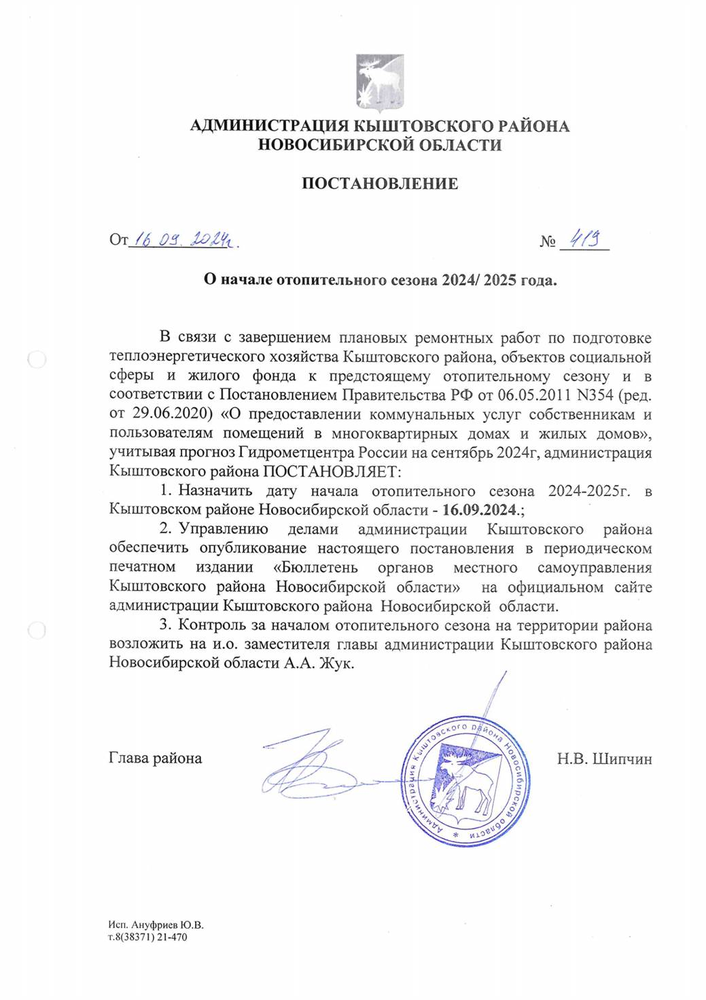 АДМИНИСТРАЦИЯ КЫШТОВСКОГО РАЙОНА
НОВОСИБИРСКОЙ ОБЛАСТИ
ПОСТАНОВЛЕНИЕ
От 16 09. 2024г. № 419
О начале отопительного сезона 2024/ 2025 года.
В связи с завершением плановых ремонтных работ по подготовке
теплоэнергетического хозяйства Кыштовского района, объектов социальной
сферы и жилого фонда к предстоящему отопительному сезону и в
соответствии с Постановлением Правительства РФ от 06.05.2011 N354 (ред.
от 29.06.2020) «О предоставлении коммунальных услуг собственникам и
пользователям помещений в многоквартирных домах и жилых домов»,
учитывая прогноз Гидрометцентра России на сентябрь 2024г, администрация
Кыштовского района ПОСТАНОВЛЯЕТ:
1. Назначить дату начала отопительного сезона 2024-2025г. в
Кыштовском районе Новосибирской области - 16.09.2024.;
2. Управлению делами администрации Кыштовского района
обеспечить опубликование настоящего постановления в периодическом
печатном издании «Бюллетень органов местного самоуправления
Кыштовского района Новосибирской области» на официальном сайте
администрации Кыштовского района Новосибирской области.
3. Контроль за началом отопительного сезона на территории района
возложить на и.о. заместителя главы администрации Кыштовского района
Новосибирской области А.А. Жук.
Глава района Н.В. Шипчин
Администрация Кыштовского района Новосибирской области *
Исп. Ануфриев Ю.В.
т.8(38371) 21-470